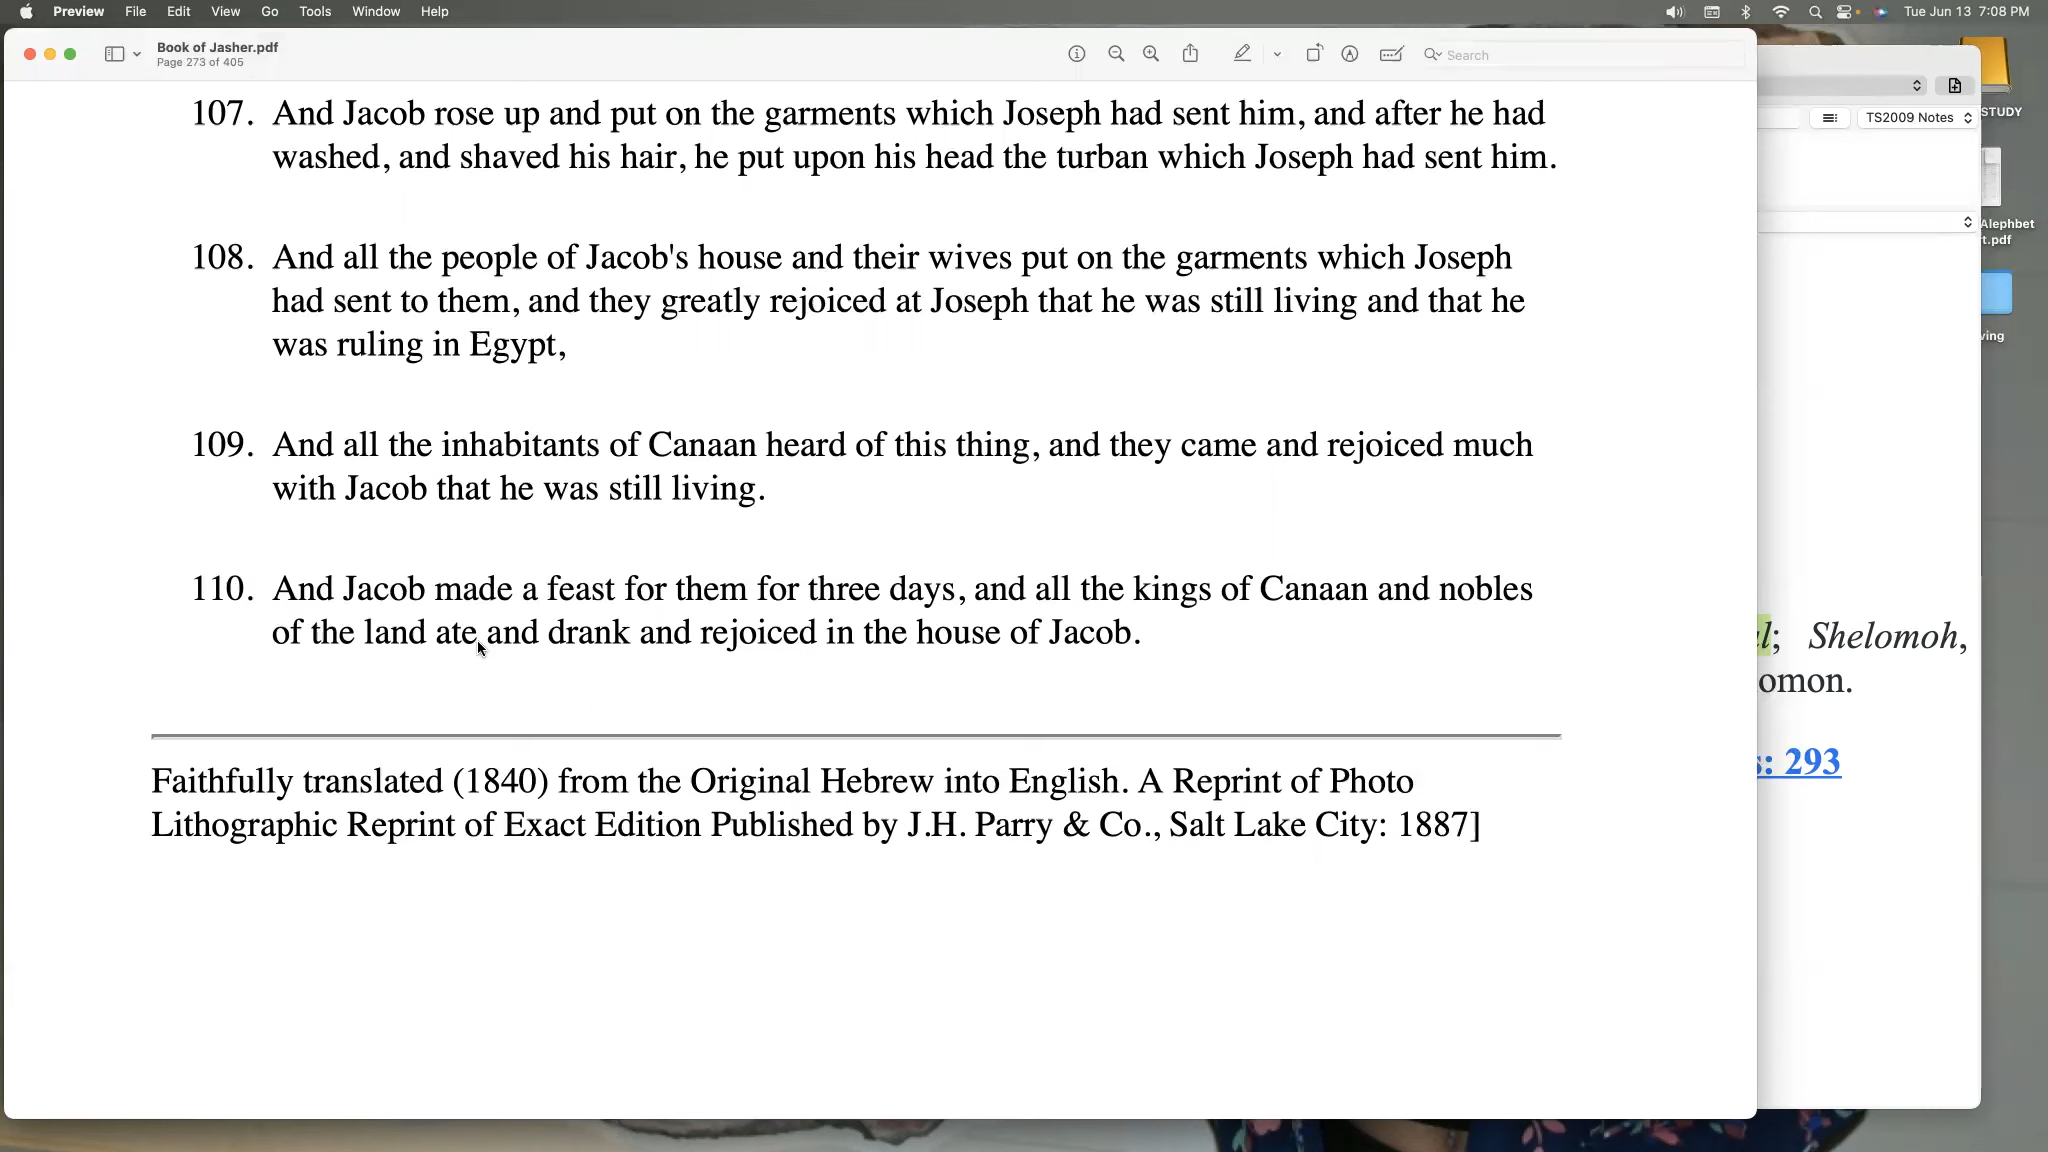 Preview File Edit View Go Tools Window Help Tue Jun 13 7:08 PM
Book of Jasher.pdf
Page 273 of 405
Search
107. And Jacob rose up and put on the garments which Joseph had sent him, and after he had
washed, and shaved his hair, he put upon his head the turban which Joseph had sent him.
108. And all the people of Jacob's house and their wives put on the garments which Joseph
had sent to them, and they greatly rejoiced at Joseph that he was still living and that he
was ruling in Egypt,
109. And all the inhabitants of Canaan heard of this thing, and they came and rejoiced much
with Jacob that he was still living.
110. And Jacob made a feast for them for three days, and all the kings of Canaan and nobles
of the land ate and drank and rejoiced in the house of Jacob.
Faithfully translated (1840) from the Original Hebrew into English. A Reprint of Photo
Lithographic Reprint of Exact Edition Published by J.H. Parry & Co., Salt Lake City: 1887]
STUDY
TS2009 Notes
Alephbet
t.pdf
ving
l; Shelomoh,
omon.
s: 293